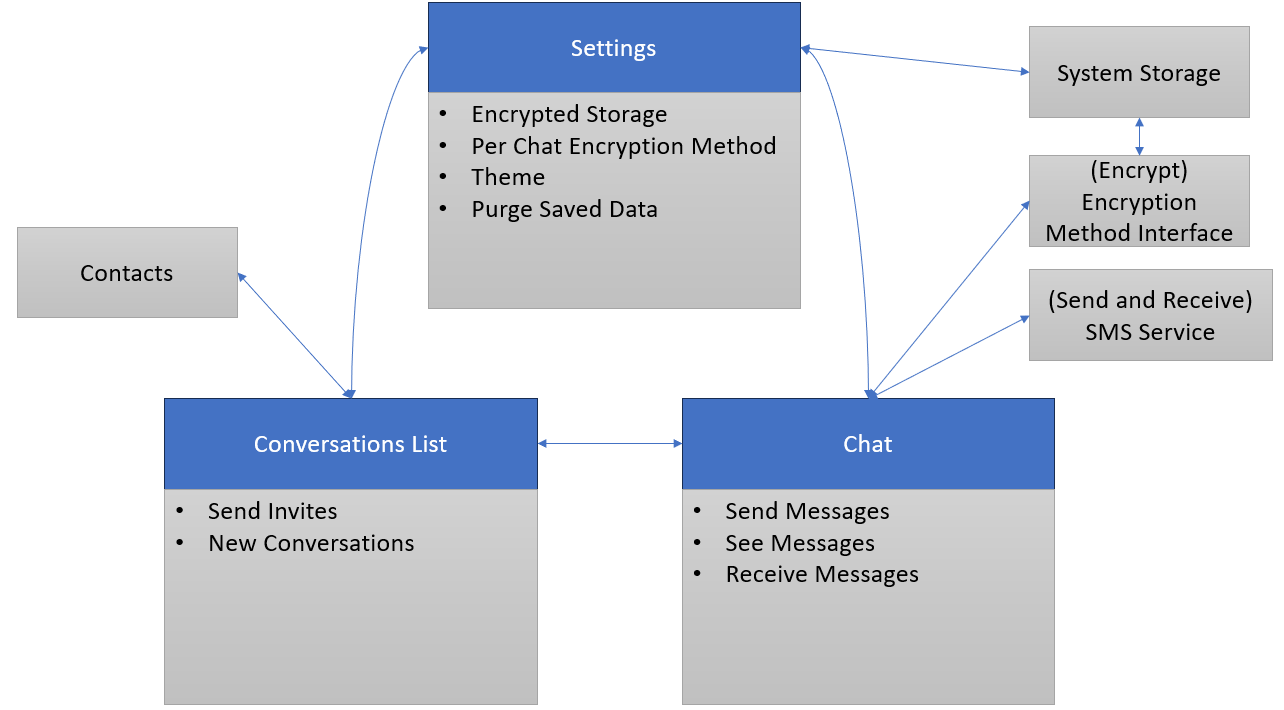 Settings
• Encrypted Storage
• Per Chat Encryption Method
• Theme
• Purge Saved Data
System Storage
(Encrypt)
Encryption
Method Interface
(Send and Receive)
SMS Service
Contacts
Conversations List
• Send Invites
• New Conversations
Chat
• Send Messages
• See Messages
• Receive Messages